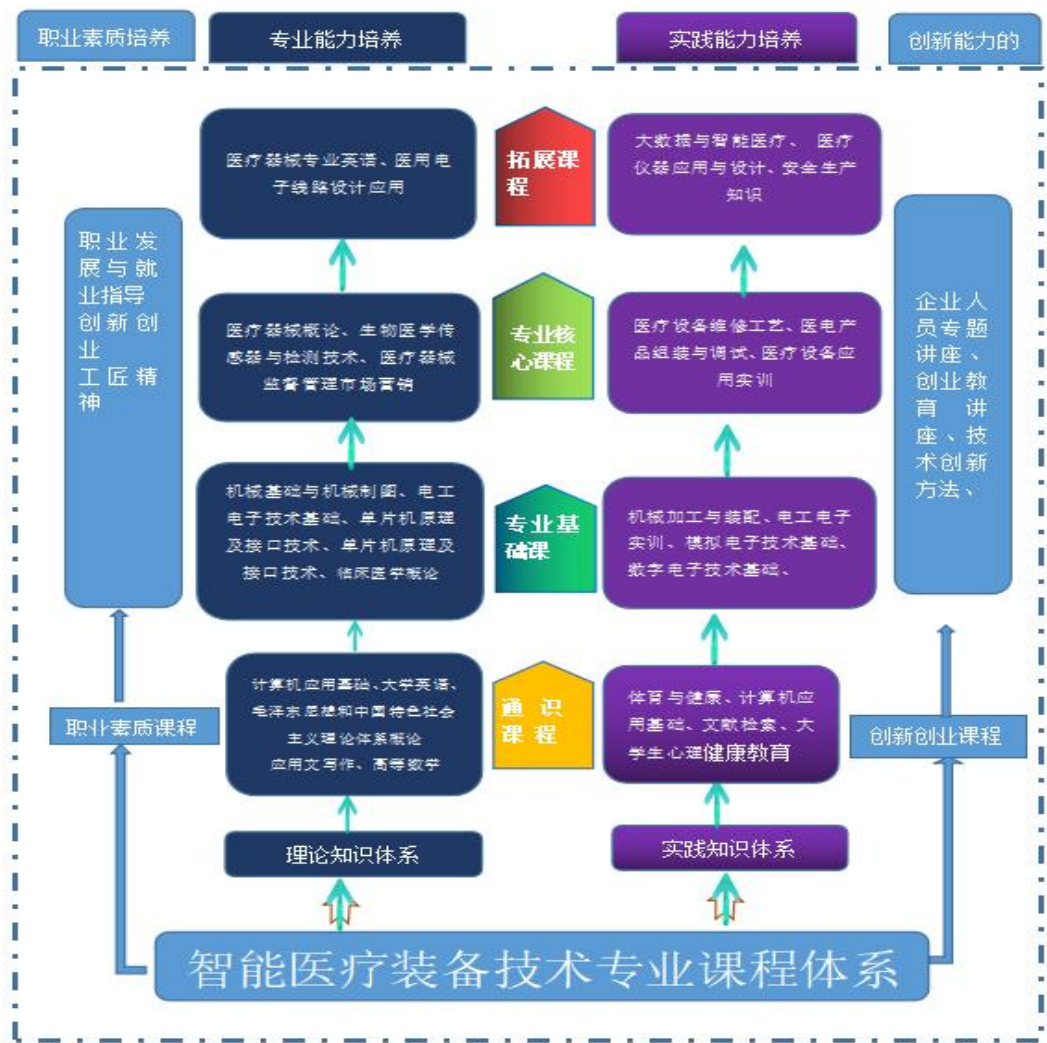 职业素质培养
专业能力培养
实践能力培养
创新能力的
医疗器械专业英语、医用电
子线路设计应用
拓展课
程
大数据与智能医疗、 医疗
仪器应用与设计、安全生产
知识
职业发
展与就
业指导
创新创
业
工匠精
神
医疗器械概论、生物医学传
感器与检测技术、医疗器械
监督管理市场营销
专业核
心课程
医疗设备维修工艺、医电产
品组装与调试、医疗设备应
用实训
企业人
员专题
讲座、
创业教
育讲
座、技
术创新
方法、
机械基础与机械制图、电工
电子技术基础、单片机原理
及接口技术、单片机原理及
接口技术、临床医学概论
专业基
础课
机械加工与装配、电工电子
实训、模拟电子技术基础、
数字电子技术基础、
计算机应用基础、大学英语、
毛泽东思想和中国特色社会
主义理论体系概论
应用文写作、高等数学
通识
课程
体育与健康、计算机应
用基础、文献检索、大
学生心理健康教育
职业素质课程
创新创业课程
理论知识体系
实践知识体系
智能医疗装备技术专业课程体系